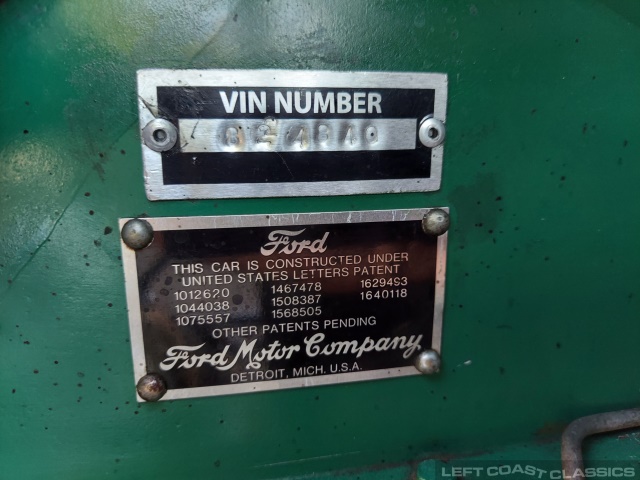 VIN NUMBER
Ford
THIS CAR IS CONSTRUCTED UNDER
UNITED STATES LETTERS PATENT
1012620 1467478 1629493
1044038 1508387 1640118
1075557 1568505
OTHER PATENTS PENDING
Ford Motor Company
DETROIT, MICH. U.S.A.
LEFT COAST CLASSICS